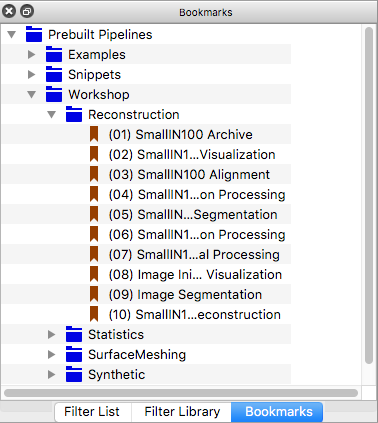 Bookmarks
Prebuilt Pipelines
Examples
Snippets
Workshop
Reconstruction
(01) SmallIN100 Archive
(02) SmallIN1...Visualization
(03) SmallIN100 Alignment
(04) SmallIN1...on Processing
(05) SmallIN...Segmentation
(06) SmallIN1...on Processing
(07) SmallIN1...al Processing
(08) Image Ini... Visualization
(09) Image Segmentation
(10) SmallIN1...econstruction
Statistics
SurfaceMeshing
Synthetic
Filter List Filter Library Bookmarks